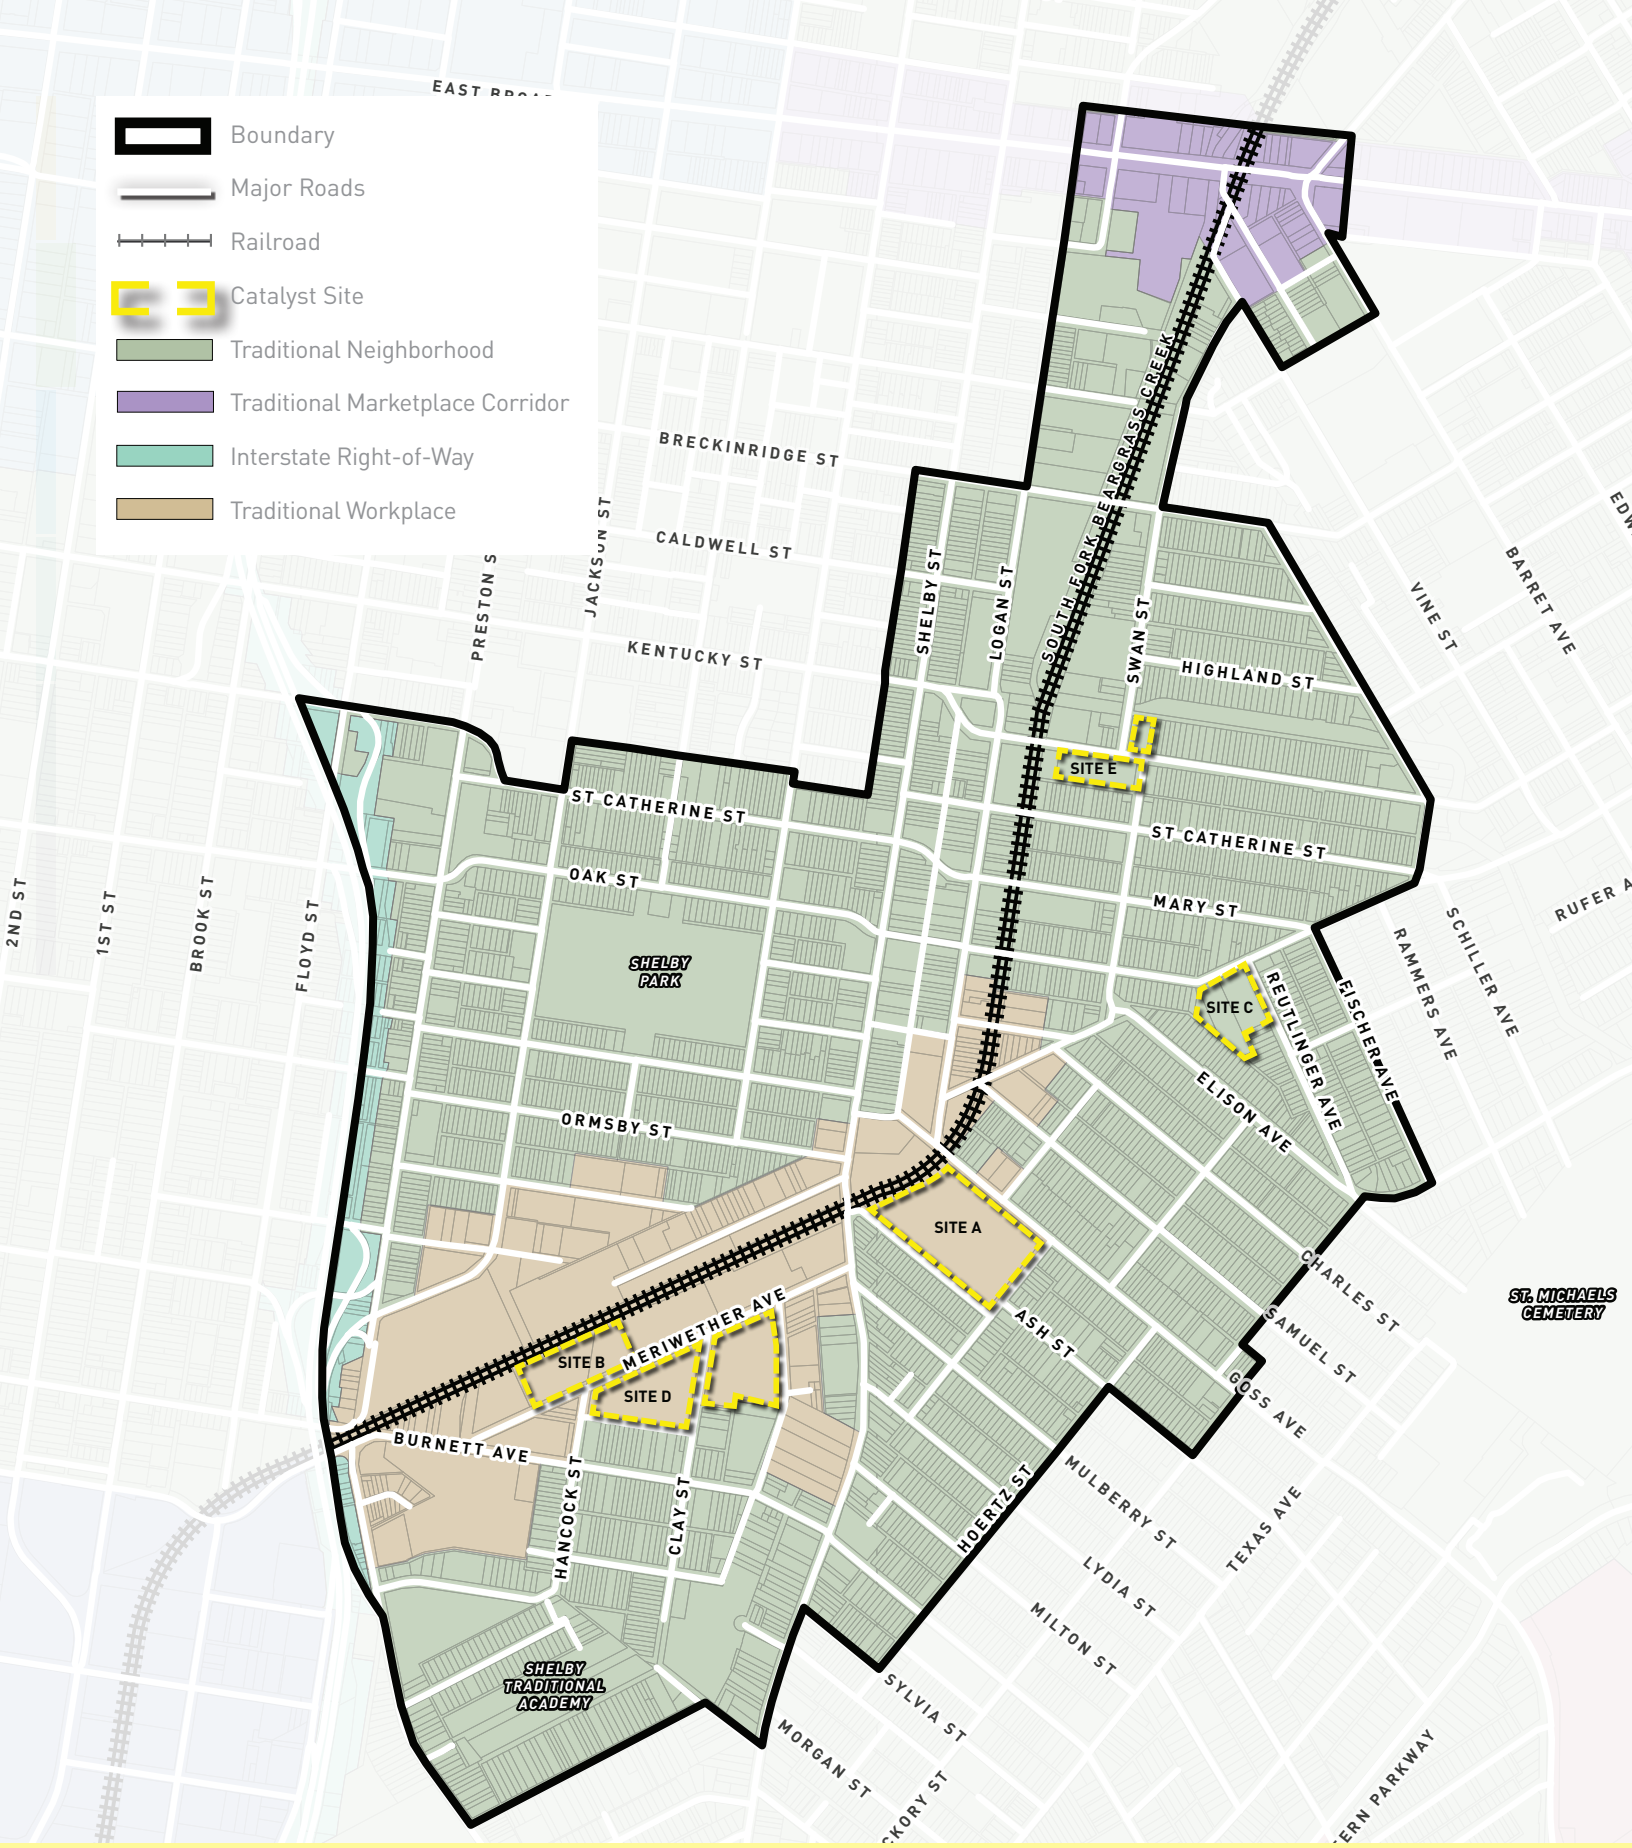 EAST BROA
Boundary
Major Roads
Railroad
Catalyst Site
Traditional Neighborhood
Traditional Marketplace Corridor
Interstate Right-of-Way
Traditional Workplace
BRECKINRIDGE ST
CALDWELL ST
KENTUCKY ST
PRESTON S
JACKSON ST
SHELBY ST
LOGAN ST
SOUTH FORK BEARGRASS CREEK
SWAN ST
HIGHLAND ST
VINE ST
BARRET AVE
EDW
SITE E
ST CATHERINE ST
ST CATHERINE ST
OAK ST
MARY ST
2ND ST
1ST ST
BROOK ST
FLOYD ST
SHELBY
PARK
SITE C
REUTLINGER AVE
FISCHER AVE
RAMMERS AVE
SCHILLER AVE
RUFER A
ELISON AVE
ORMSBY ST
SITE A
ASH ST
CHARLES ST
SAMUEL ST
GOSS AVE
ST. MICHAELS
CEMETERY
MERIWETHER AVE
SITE B
SITE D
BURNETT AVE
HANCOCK ST
CLAY ST
HOERTZ ST
MULBERRY ST
TEXAS AVE
LYDIA ST
MILTON ST
SHELBY
TRADITIONAL
ACADEMY
SYLVIA ST
MORGAN ST
CKORY ST
ERN PARKWAY